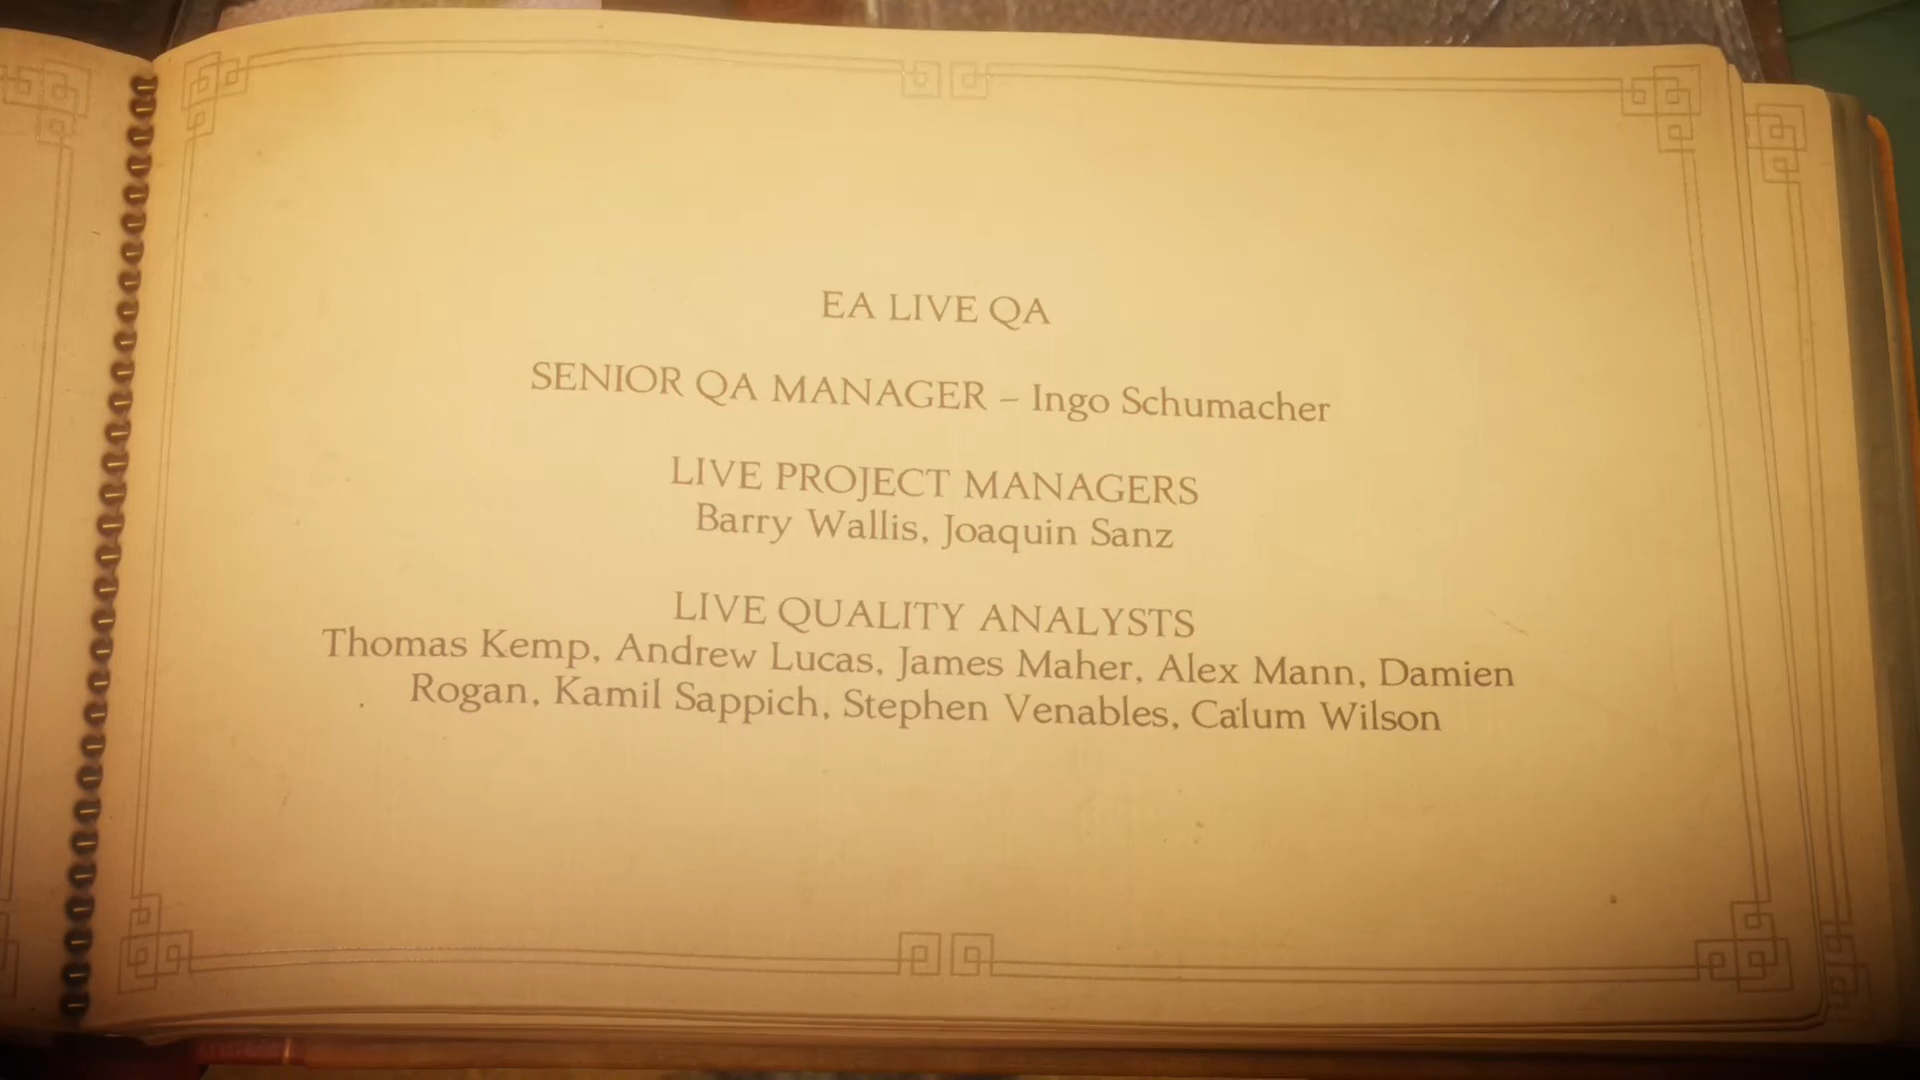 EA LIVE QA
SENIOR QA MANAGER – Ingo Schumacher
LIVE PROJECT MANAGERS
Barry Wallis, Joaquin Sanz
LIVE QUALITY ANALYSTS
Thomas Kemp, Andrew Lucas, James Maher, Alex Mann, Damien
Rogan, Kamil Sappich, Stephen Venables, Calum Wilson